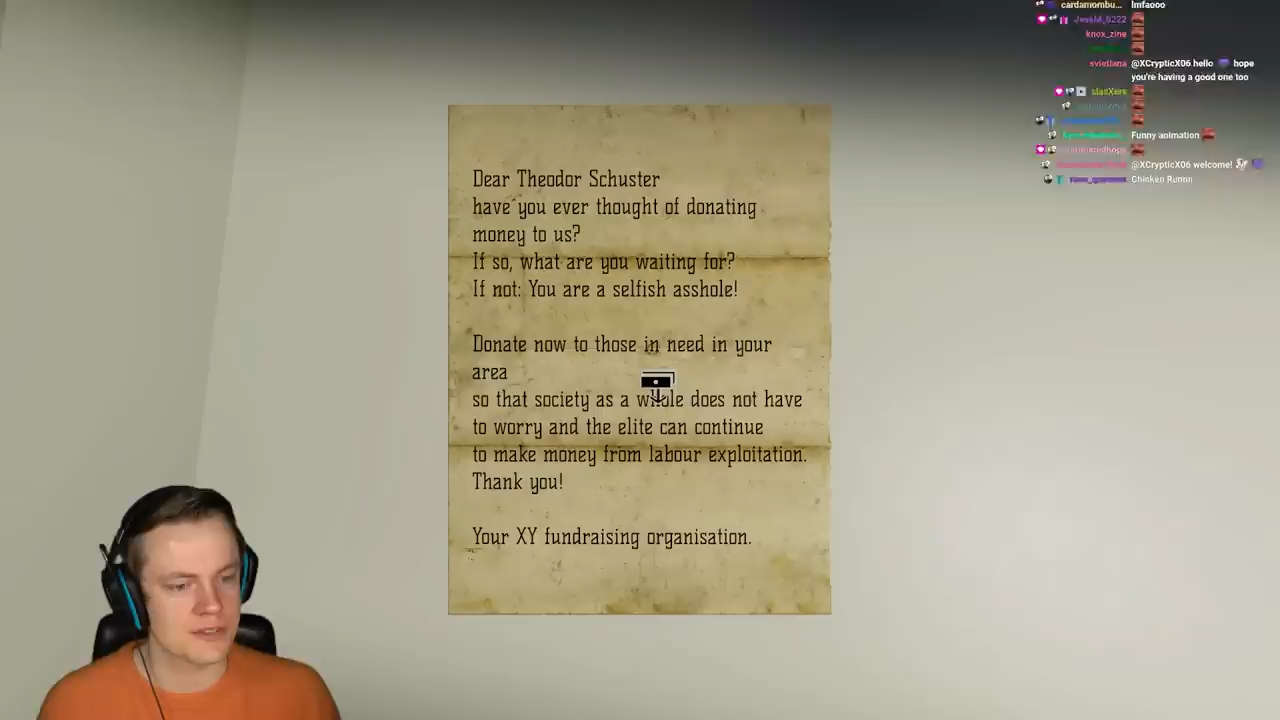 cardamombu... lmfaooo
JessM_0222
knox_zine
svietlana @XCrypticX06 hello hope
you're having a good one too
slasXers
Funny animation
@XCrypticX06 welcome!
Chicken Runnn
Dear Theodor Schuster
have you ever thought of donating
money to us?
If so, what are you waiting for?
If not: You are a selfish asshole!
Donate now to those in need in your
area
so that society as a whole does not have
to worry and the elite can continue
to make money from labour exploitation.
Thank you!
Your XY fundraising organisation.